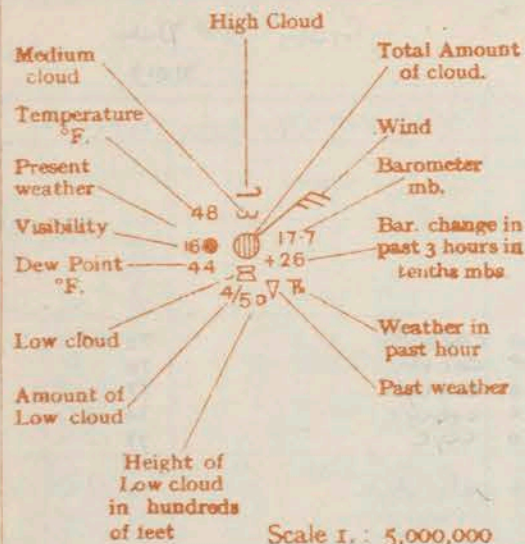 High Cloud
Medium
cloud
Total Amount
of cloud.
Temperature
°F.
Wind
Present
weather
Barometer
mb.
Visibility
Bar. change in
past 3 hours in
tenths mbs
Dew Point
°F.
48
16
44
17.7
+26
4/50
Low cloud
Weather in
past hour
Amount of
Low cloud
Past weather
Height of
Low cloud
in hundreds
of feet
Scale 1. : 5,000,000